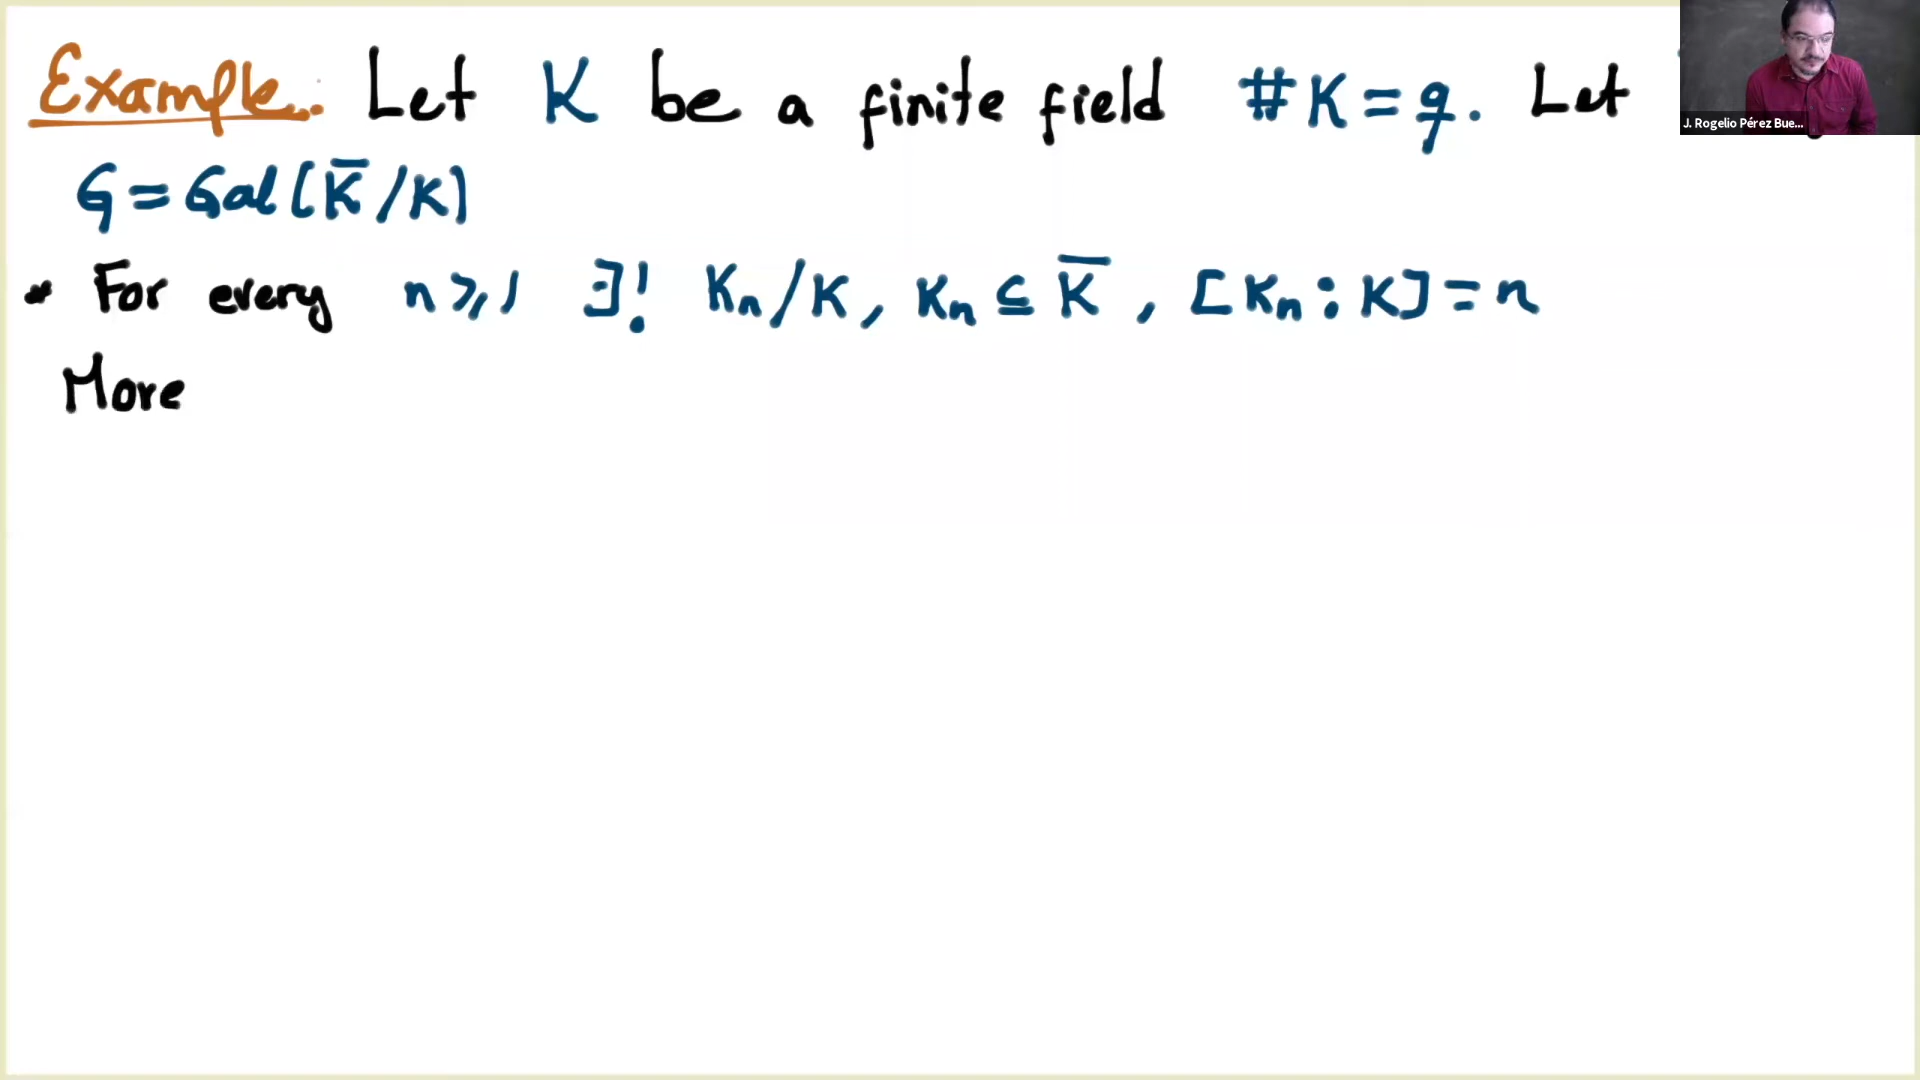 Example: Let K be a finite field #K = q. Let
G = Gal(K̄/K)
* For every n ⩾ 1 ∃! Kₙ/K, Kₙ ⊆ K̄, [Kₙ : K] = n
More
J. Rogelio Pérez Bue...